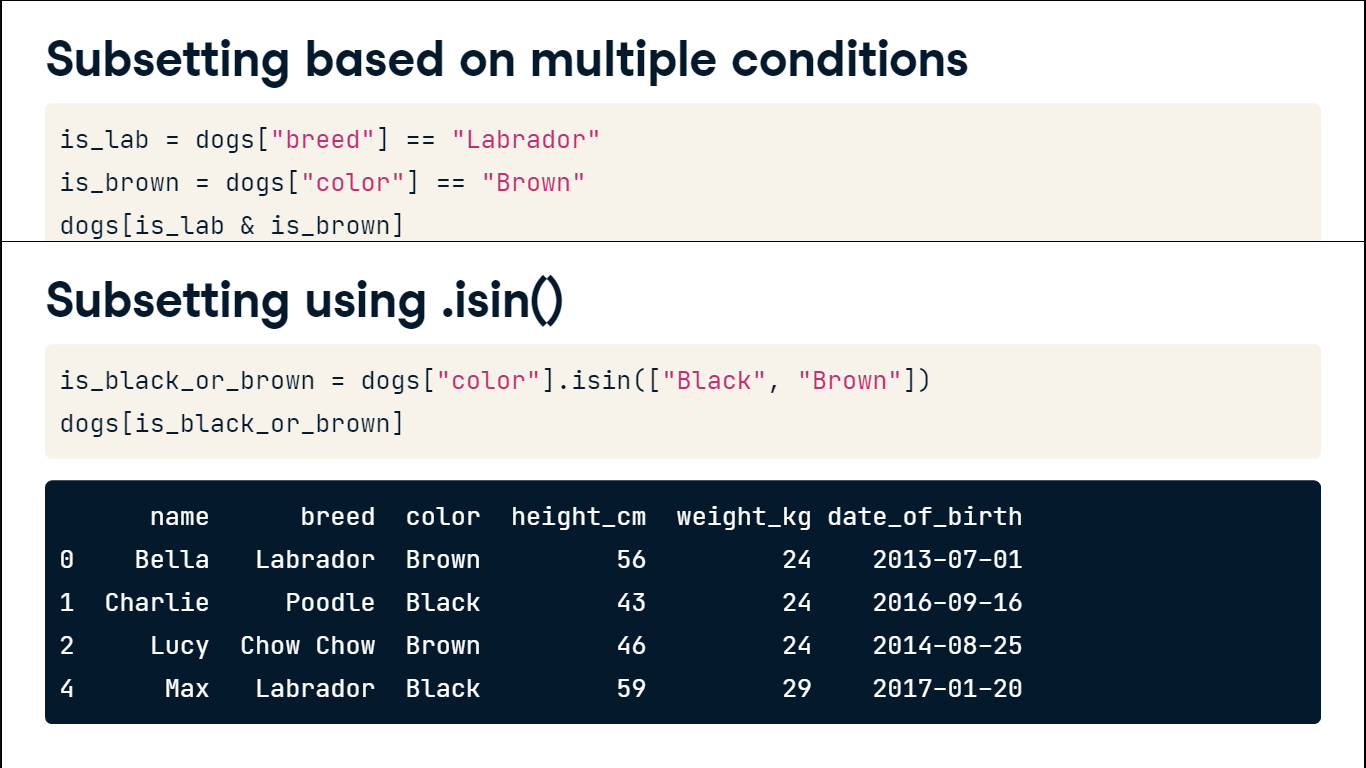 Subsetting based on multiple conditions
is_lab = dogs["breed"] == "Labrador"
is_brown = dogs["color"] == "Brown"
dogs[is_lab & is_brown]
Subsetting using .isin()
is_black_or_brown = dogs["color"].isin(["Black", "Brown"])
dogs[is_black_or_brown]
name breed color height_cm weight_kg date_of_birth
0 Bella Labrador Brown 56 24 2013-07-01
1 Charlie Poodle Black 43 24 2016-09-16
2 Lucy Chow Chow Brown 46 24 2014-08-25
4 Max Labrador Black 59 29 2017-01-20